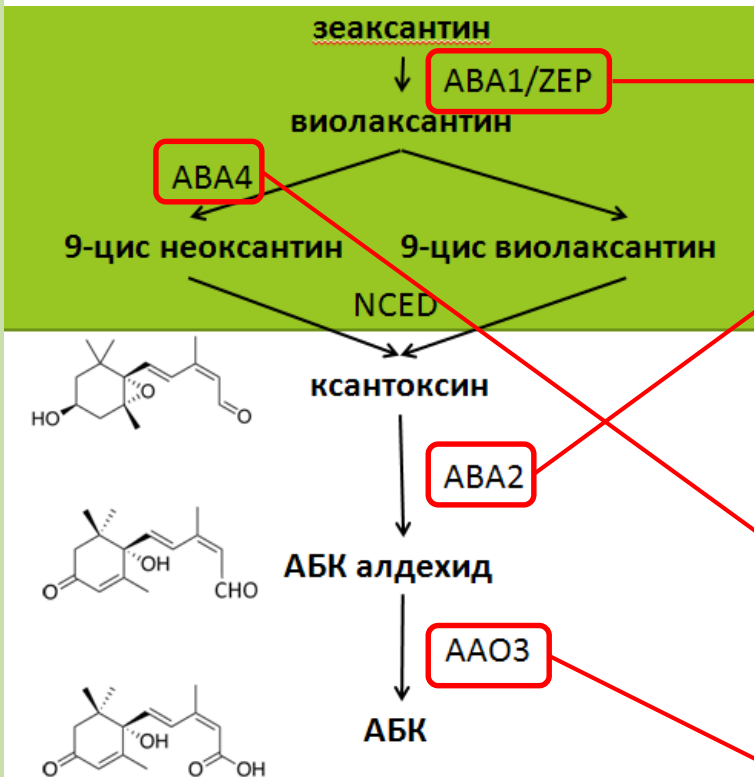 зеаксантин
ABA1/ZEP
виолаксантин
ABA4
9-цис неоксантин 9-цис виолаксантин
NCED
ксантоксин
HO
O
O
ABA2
АБК алдехид
OH
O
CHO
AAO3
АБК
OH
O
O
OH